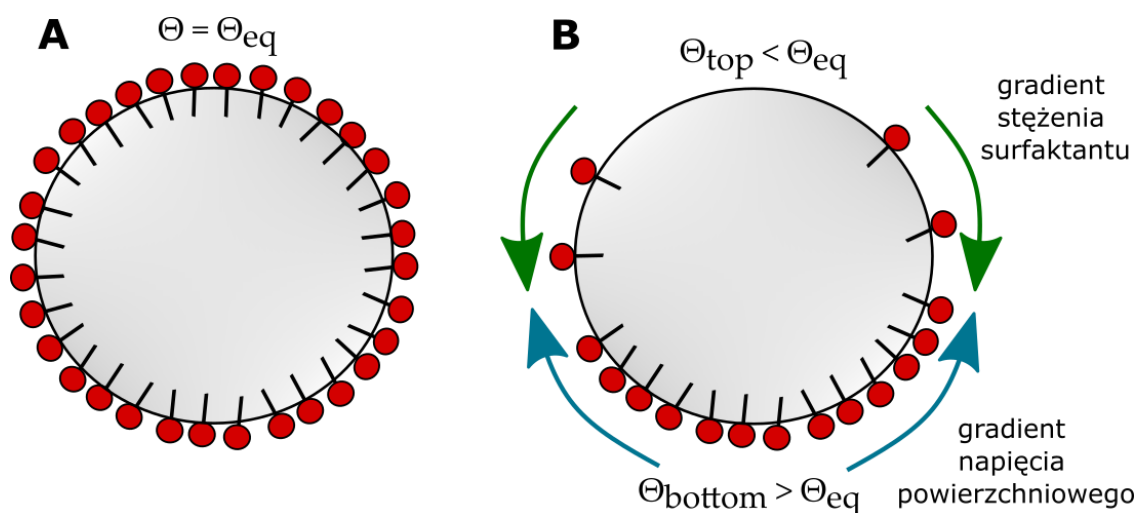 A
Θ = Θeq
B
Θtop < Θeq
gradient
stężenia
surfaktantu
gradient
napięcia
powierzchniowego
Θbottom > Θeq